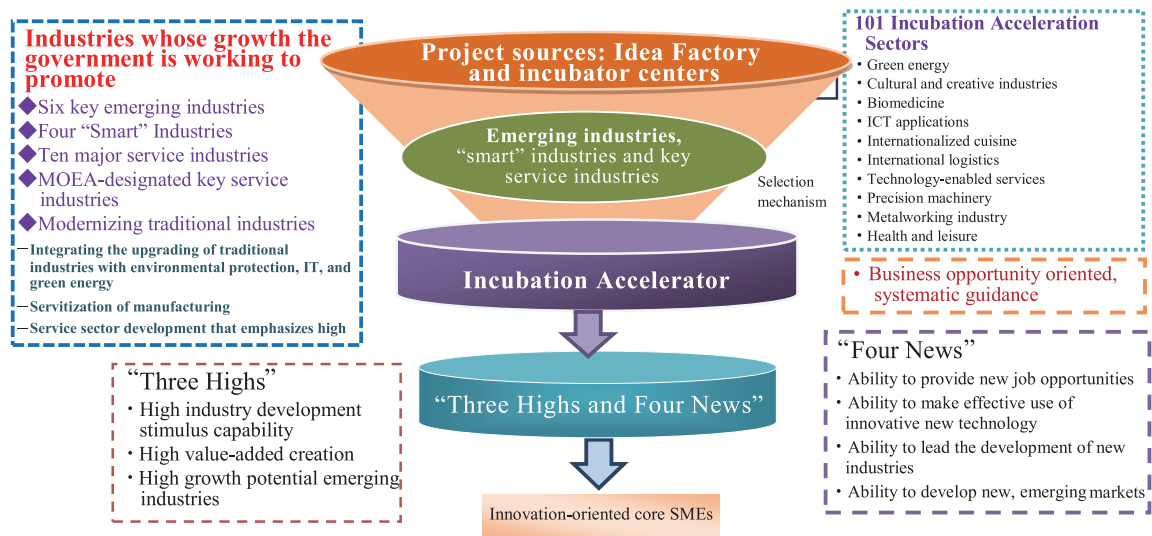 Industries whose growth the
government is working to
promote
◆Six key emerging industries
◆Four “Smart” Industries
◆Ten major service industries
◆MOEA-designated key service
industries
◆Modernizing traditional industries
—Integrating the upgrading of traditional
industries with environmental protection, IT, and
green energy
—Servitization of manufacturing
—Service sector development that emphasizes high
Project sources: Idea Factory
and incubator centers
Emerging industries,
“smart” industries and key
service industries
Selection
mechanism
Incubation Accelerator
“Three Highs and Four News”
Innovation-oriented core SMEs
101 Incubation Acceleration
Sectors
• Green energy
• Cultural and creative industries
• Biomedicine
• ICT applications
• Internationalized cuisine
• International logistics
• Technology-enabled services
• Precision machinery
• Metalworking industry
• Health and leisure
• Business opportunity oriented,
systematic guidance
“Three Highs”
• High industry development
stimulus capability
• High value-added creation
• High growth potential emerging
industries
“Four News”
• Ability to provide new job opportunities
• Ability to make effective use of
innovative new technology
• Ability to lead the development of new
industries
• Ability to develop new, emerging markets